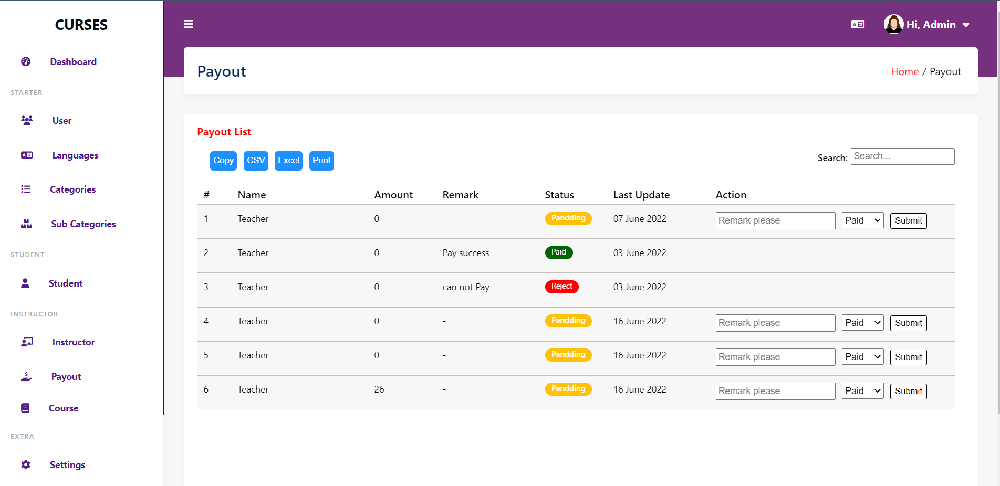 CURSES
Dashboard
STARTER
User
Languages
Categories
Sub Categories
STUDENT
Student
INSTRUCTOR
Instructor
Payout
Course
EXTRA
Settings
Hi, Admin
Payout
Home / Payout
Payout List
Copy CSV Excel Print
Search: Search...
# Name Amount Remark Status Last Update Action
1 Teacher 0 - Pandding 07 June 2022 Remark please Paid Submit
2 Teacher 0 Pay success Paid 03 June 2022
3 Teacher 0 can not Pay Reject 03 June 2022
4 Teacher 0 - Pandding 16 June 2022 Remark please Paid Submit
5 Teacher 0 - Pandding 16 June 2022 Remark please Paid Submit
6 Teacher 26 - Pandding 16 June 2022 Remark please Paid Submit